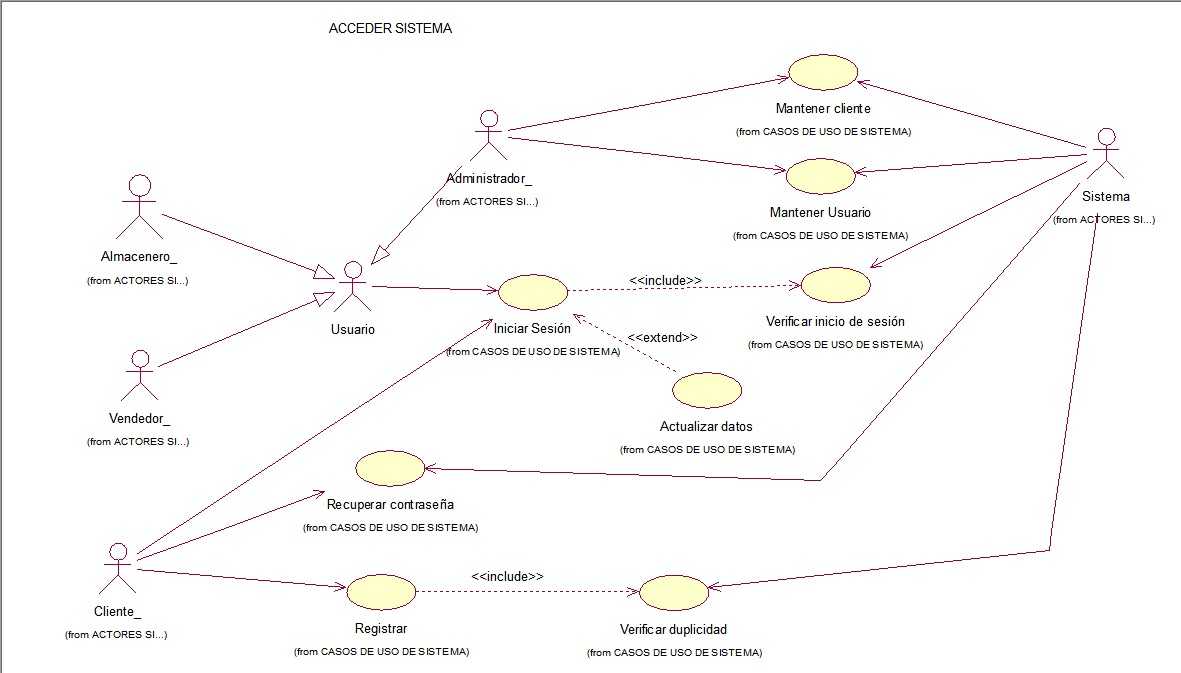 ACCEDER SISTEMA
Mantener cliente
(from CASOS DE USO DE SISTEMA)
Administrador_
(from ACTORES SI...)
Sistema
(from ACTORES SI...)
Mantener Usuario
(from CASOS DE USO DE SISTEMA)
Almacenero_
(from ACTORES SI...)
Usuario
<<include>>
Iniciar Sesión
(from CASOS DE USO DE SISTEMA)
Verificar inicio de sesión
(from CASOS DE USO DE SISTEMA)
<<extend>>
Vendedor_
(from ACTORES SI...)
Actualizar datos
(from CASOS DE USO DE SISTEMA)
Recuperar contraseña
(from CASOS DE USO DE SISTEMA)
Cliente_
(from ACTORES SI...)
<<include>>
Registrar
(from CASOS DE USO DE SISTEMA)
Verificar duplicidad
(from CASOS DE USO DE SISTEMA)